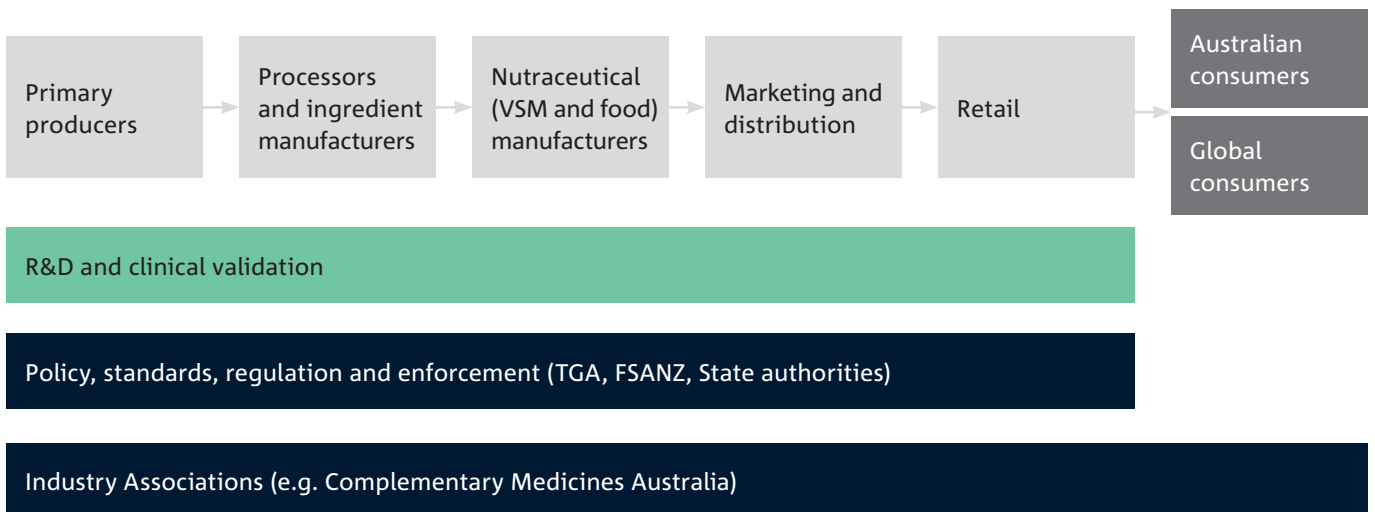 Primary
producers
Processors
and ingredient
manufacturers
Nutraceutical
(VSM and food)
manufacturers
Marketing and
distribution
Retail
Australian
consumers
Global
consumers
R&D and clinical validation
Policy, standards, regulation and enforcement (TGA, FSANZ, State authorities)
Industry Associations (e.g. Complementary Medicines Australia)